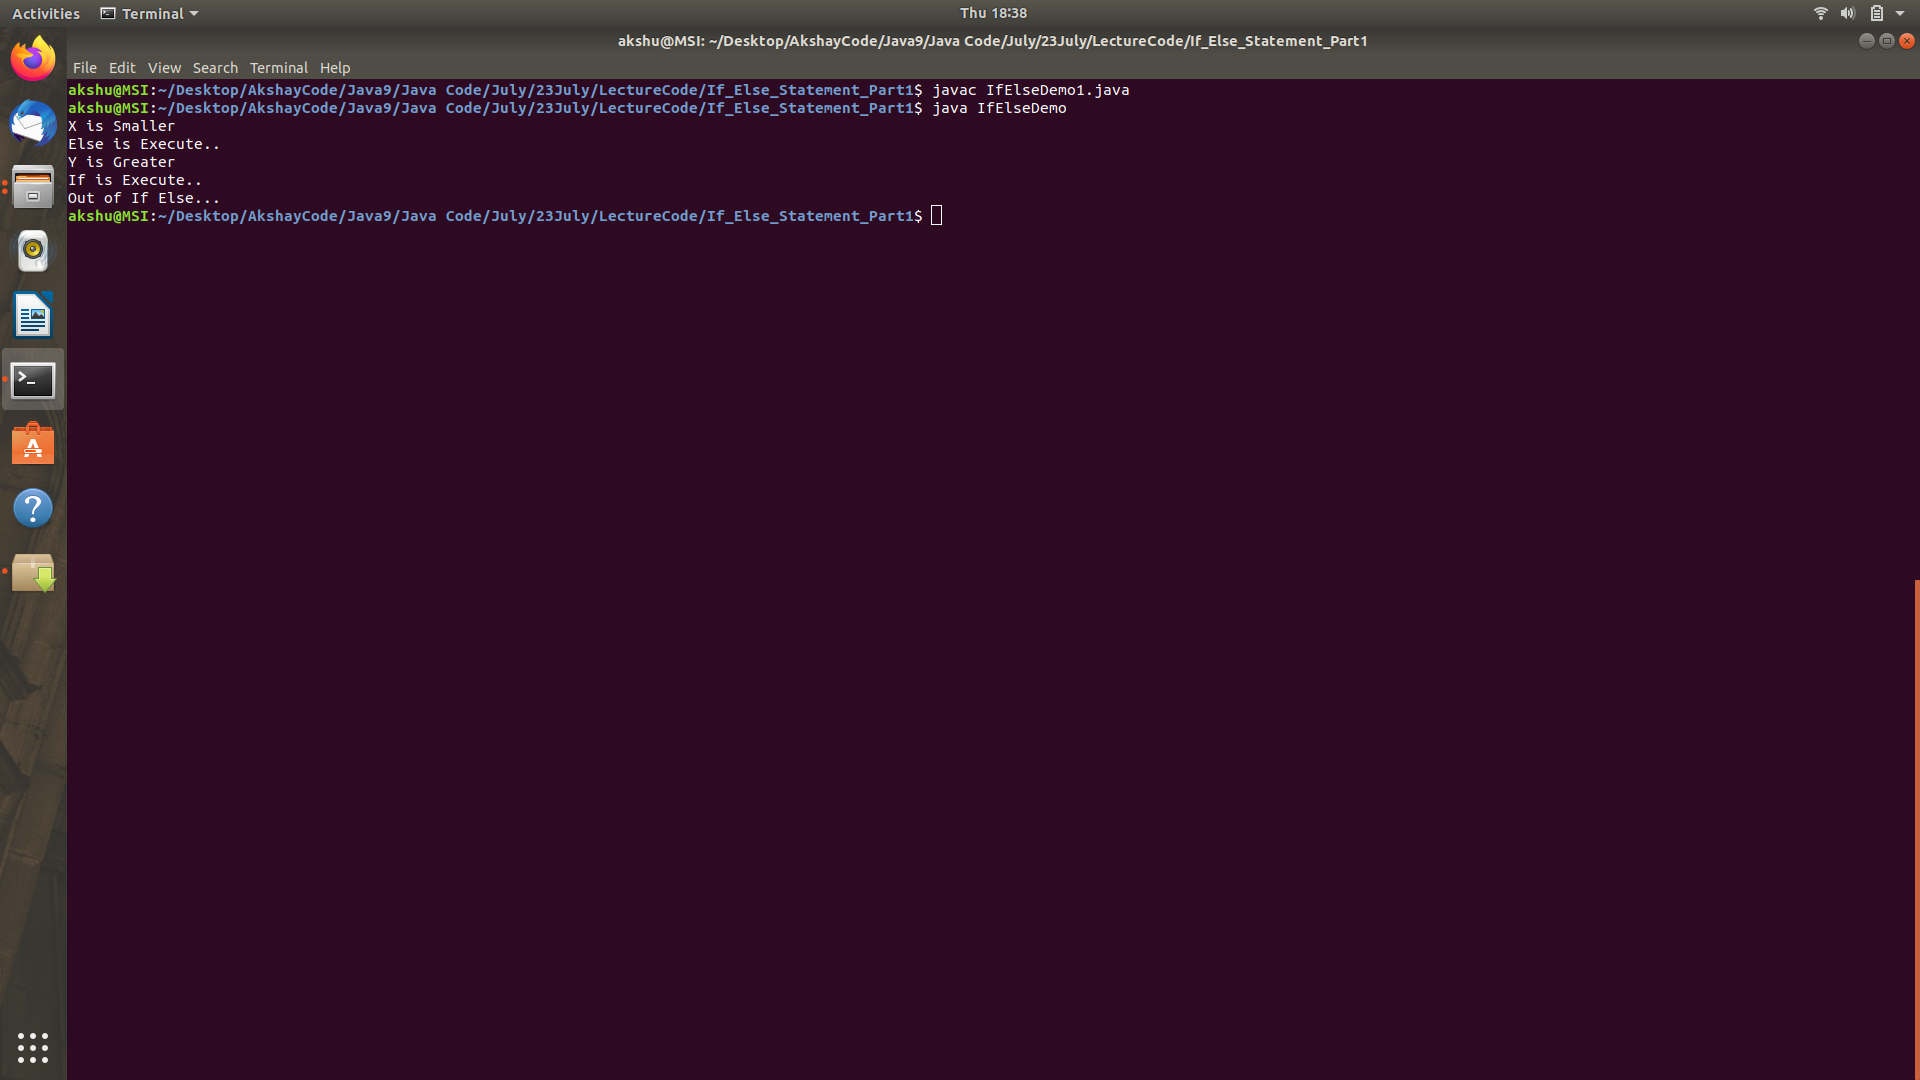 Activities Terminal Thu 18:38
akshu@MSI: ~/Desktop/AkshayCode/Java9/Java Code/July/23July/LectureCode/If_Else_Statement_Part1
File Edit View Search Terminal Help
akshu@MSI:~/Desktop/AkshayCode/Java9/Java Code/July/23July/LectureCode/If_Else_Statement_Part1$ javac IfElseDemo1.java
akshu@MSI:~/Desktop/AkshayCode/Java9/Java Code/July/23July/LectureCode/If_Else_Statement_Part1$ java IfElseDemo
X is Smaller
Else is Execute..
Y is Greater
If is Execute..
Out of If Else...
akshu@MSI:~/Desktop/AkshayCode/Java9/Java Code/July/23July/LectureCode/If_Else_Statement_Part1$